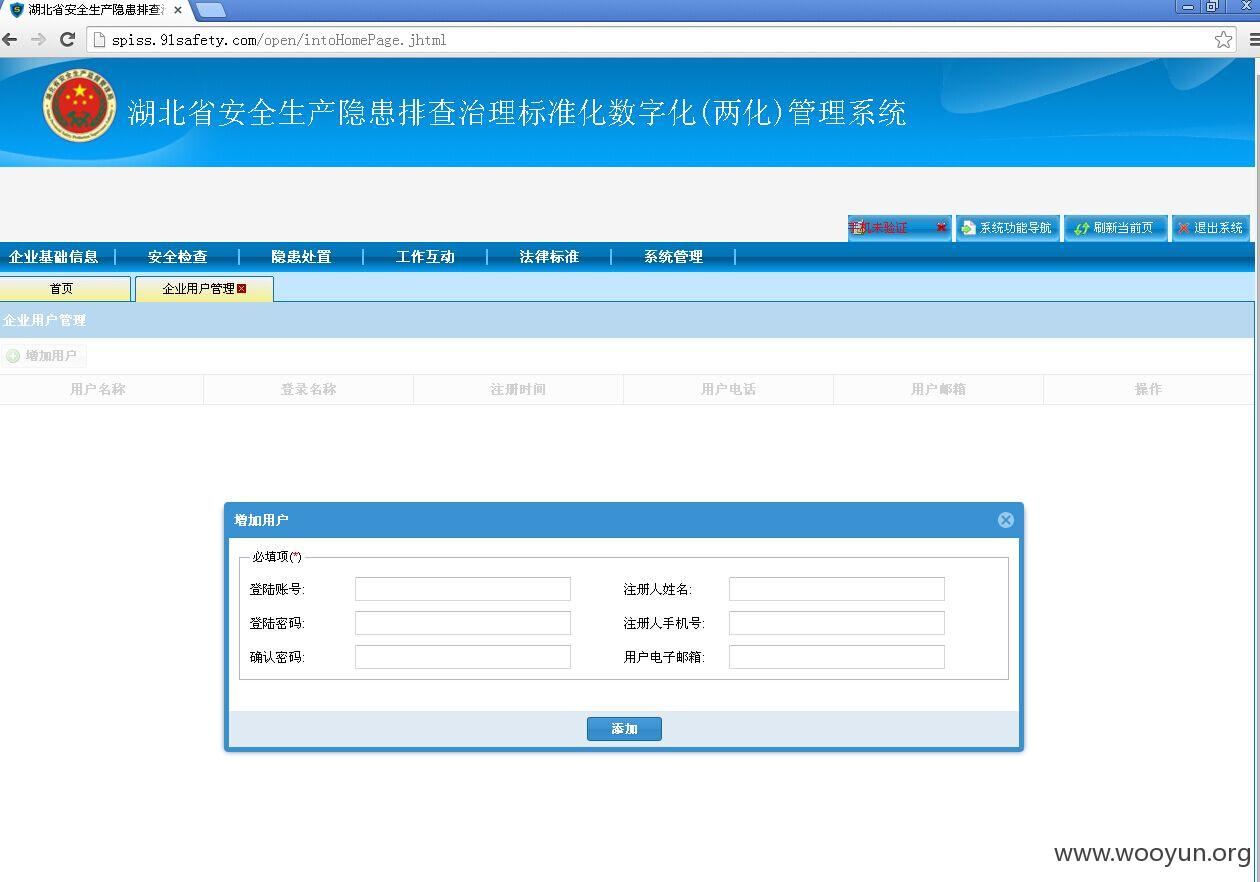 湖北省安全生产隐患排查
spiss.91safety.com/open/intoHomePage.jhtml
湖北省安全生产隐患排查治理标准化数字化(两化)管理系统
手机未验证 系统功能导航 刷新当前页 退出系统
企业基础信息 安全检查 隐患处置 工作互动 法律标准 系统管理
首页 企业用户管理
企业用户管理
增加用户
用户名称 登录名称 注册时间 用户电话 用户邮箱 操作
增加用户
必填项(*)
登陆账号: 注册人姓名:
登陆密码: 注册人手机号:
确认密码: 用户电子邮箱:
添加
www.wooyun.org